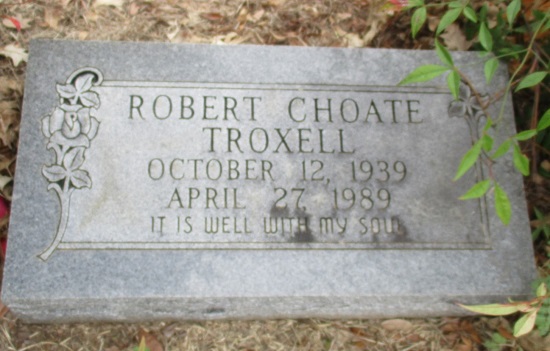 ROBERT CHOATE
TROXELL
OCTOBER 12, 1939
APRIL 27, 1989
IT IS WELL WITH MY SOUL